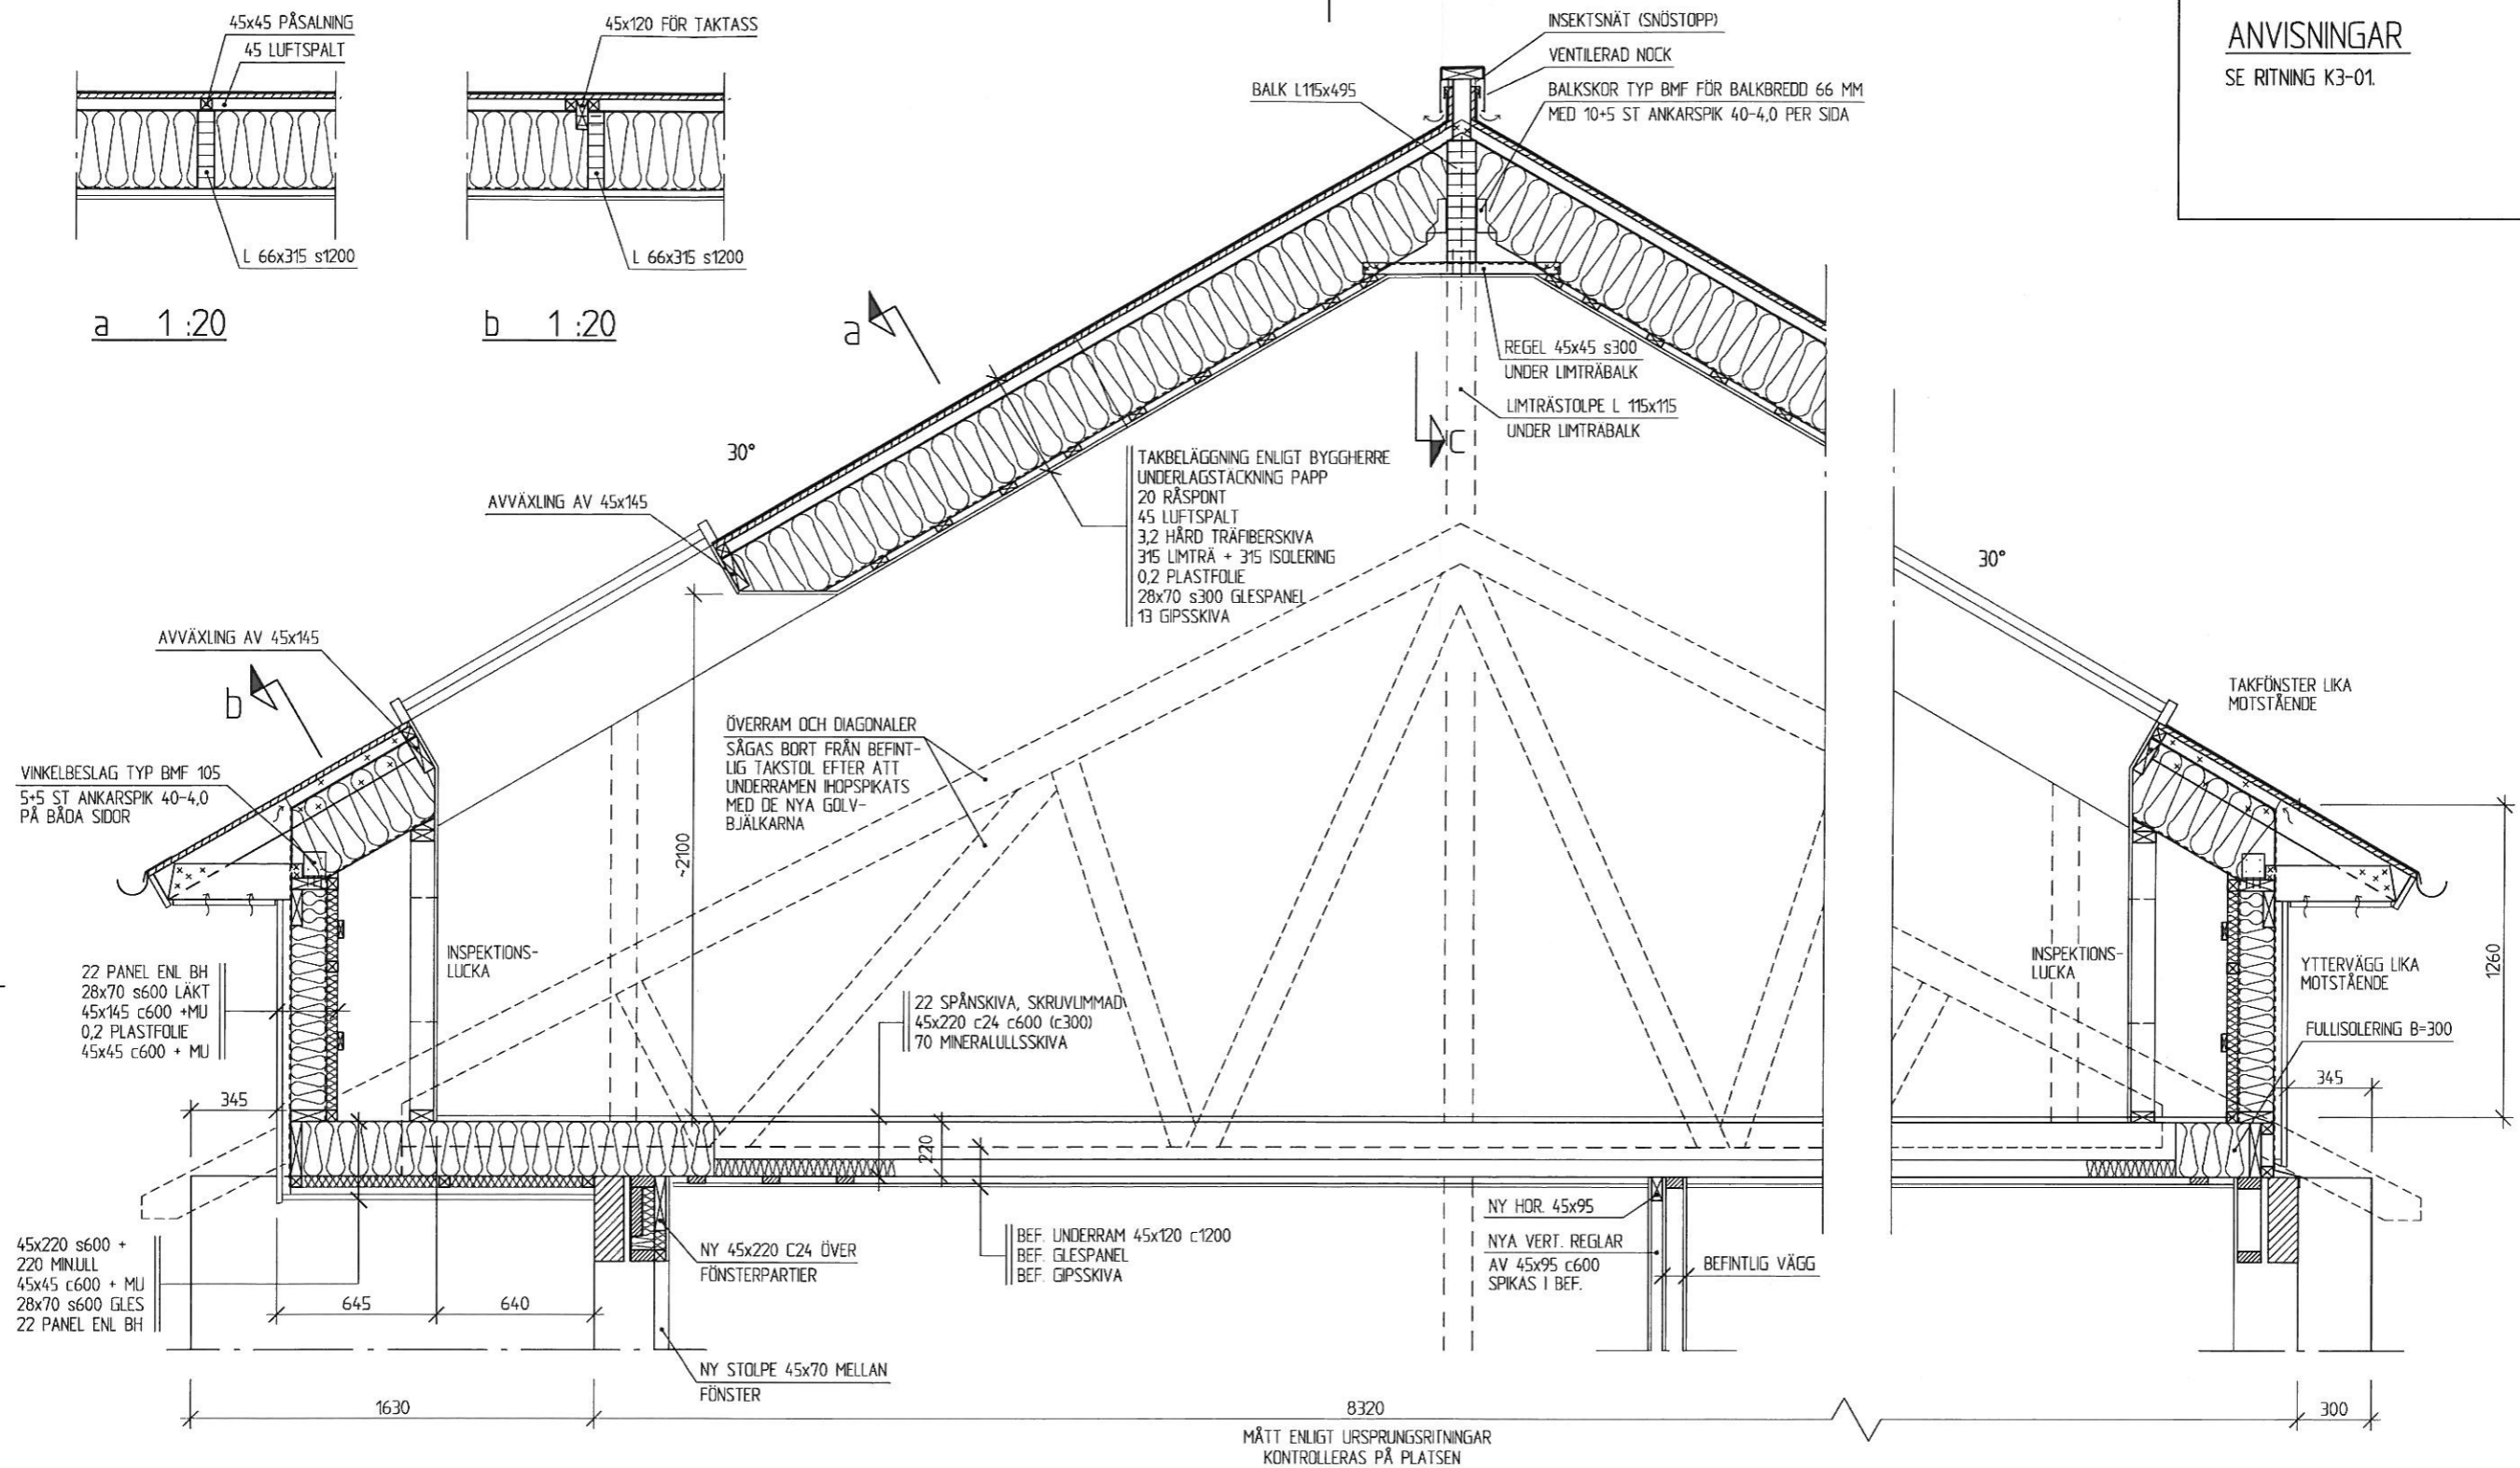 45x45 PÅSALNING
45 LUFTSPALT
L 66x315 s1200
a 1:20
45x120 FÖR TAKTASS
L 66x315 s1200
b 1:20
INSEKTSNÄT (SNÖSTOPP)
VENTILERAD NOCK
BALK L115x495
BALKSKOR TYP BMF FÖR BALKBREDD 66 MM
MED 10+5 ST ANKARSPIK 40-4,0 PER SIDA
ANVISNINGAR
SE RITNING K3-01.
a
REGEL 45x45 s300
UNDER LIMTRÄBALK
LIMTRÄSTOLPE L 115x115
UNDER LIMTRÄBALK
C
30°
AVVÄXLING AV 45x145
TAKBELÄGGNING ENLIGT BYGGHERRE
UNDERLAGSTÄCKNING PAPP
20 RÅSPONT
45 LUFTSPALT
3,2 HÅRD TRÄFIBERSKIVA
315 LIMTRÄ + 315 ISOLERING
0,2 PLASTFOLIE
28x70 s300 GLESPANEL
13 GIPSSKIVA
30°
AVVÄXLING AV 45x145
b
TAKFÖNSTER LIKA
MOTSTÅENDE
ÖVERRAM OCH DIAGONALER
SÅGAS BORT FRÅN BEFINT-
LIG TAKSTOL EFTER ATT
UNDERRAMEN IHOPSPIKATS
MED DE NYA GOLV-
BJÄLKARNA
VINKELBESLAG TYP BMF 105
5+5 ST ANKARSPIK 40-4,0
PÅ BÅDA SIDOR
~2100
INSPEKTIONS-
LUCKA
INSPEKTIONS-
LUCKA
22 PANEL ENL BH
28x70 s600 LÄKT
45x145 c600 +MU
0,2 PLASTFOLIE
45x45 c600 + MU
22 SPÅNSKIVA, SKRUVLIMMAD
45x220 c24 c600 (c300)
70 MINERALULLSSKIVA
YTTERVÄGG LIKA
MOTSTÅENDE
1260
FULLISOLERING B=300
345
345
220
45x220 s600 +
220 MIN.ULL
45x45 c600 + MU
28x70 s600 GLES
22 PANEL ENL BH
NY 45x220 C24 ÖVER
FÖNSTERPARTIER
BEF. UNDERRAM 45x120 c1200
BEF. GLESPANEL
BEF. GIPSSKIVA
NY HOR. 45x95
NYA VERT. REGLAR
AV 45x95 c600
SPIKAS I BEF.
BEFINTLIG VÄGG
645
640
NY STOLPE 45x70 MELLAN
FÖNSTER
1630
8320
300
MÅTT ENLIGT URSPRUNGSRITNINGAR
KONTROLLERAS PÅ PLATSEN